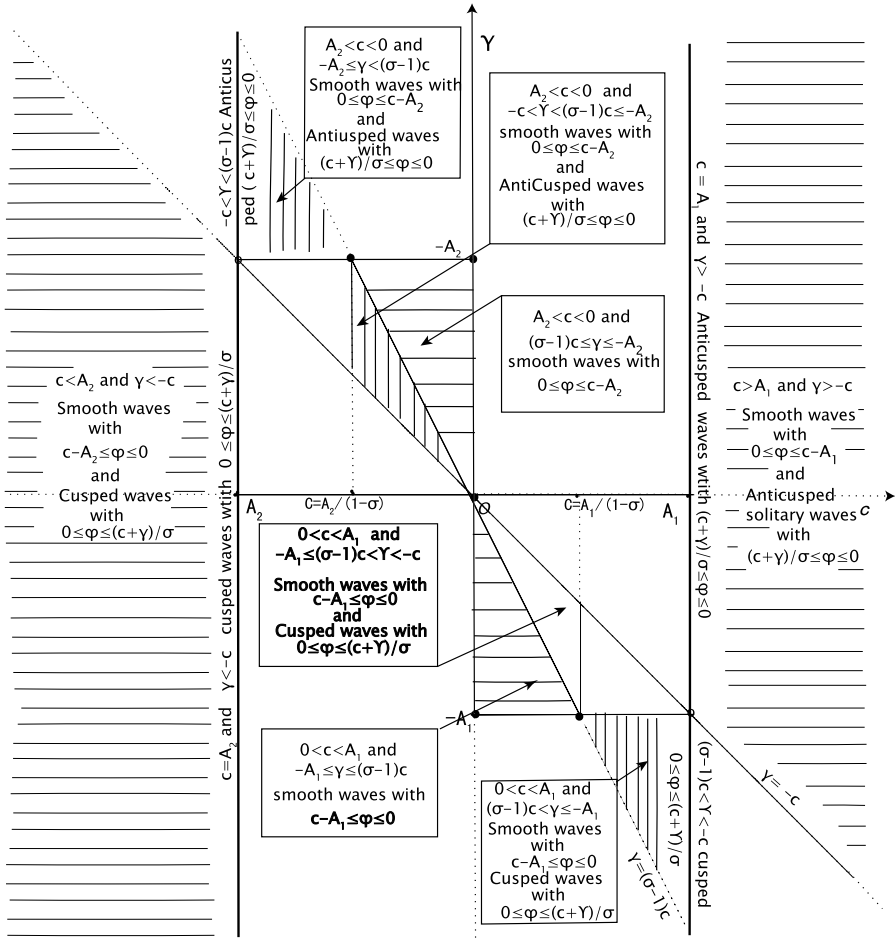 A₂<c<0 and
-A₂≤γ<(σ-1)c
Smooth waves with
0≤φ≤c-A₂
and
Antiusped waves
with
(c+Υ)/σ≤φ≤0
-c<Υ<(σ-1)c Anticus
ped ( c+Υ)/σ≤φ≤0
Υ
A₂<c<0 and
-c<Υ<(σ-1)c≤-A₂
smooth waves with
0≤φ≤c-A₂
and
AntiCusped waves
with
(c+Υ)/σ≤φ≤0
-A₂
A₂<c<0 and
(σ-1)c≤γ≤-A₂
smooth waves with
0≤φ≤c-A₂
c = A₁ and γ> -c Anticusped waves wtith (c+γ)/σ≤φ≤0
c<A₂ and γ<-c
Smooth waves
with
c-A₂≤φ≤0
and
Cusped waves
with
0≤φ≤(c+γ)/σ
c=A₂ and γ<-c cusped waves wtith 0 ≤φ≤(c+γ)/σ
c>A₁ and γ>-c
Smooth waves
with
0≤φ≤c-A₁
and
Anticusped
solitary waves
with
(c+γ)/σ≤φ≤0
c
A₂
C=A₂/(1-σ)
O
C=A₁/(1-σ)
A₁
0<c<A₁ and
-A₁≤(σ-1)c<Υ<-c
Smooth waves with
c-A₁≤φ≤0
and
Cusped waves with
0≤φ≤(c+Υ)/σ
-A₁
0<c<A₁ and
-A₁≤γ≤(σ-1)c
smooth waves with
c-A₁≤φ≤0
0<c<A₁ and
(σ-1)c<γ≤-A₁
Smooth waves
with
c-A₁≤φ≤0
Cusped waves
with
0≤φ≤(c+Υ)/σ
γ=(σ-1)c
(σ-1)c<Υ<-c cusped
0≤φ≤(c+Υ)/σ
γ=-c